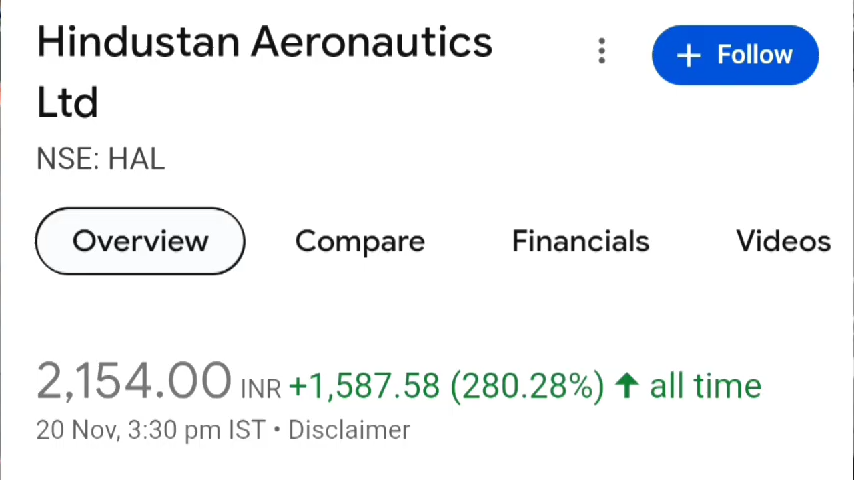 Hindustan Aeronautics
Ltd
+ Follow
NSE: HAL
Overview Compare Financials Videos
2,154.00 INR +1,587.58 (280.28%) ↑ all time
20 Nov, 3:30 pm IST • Disclaimer